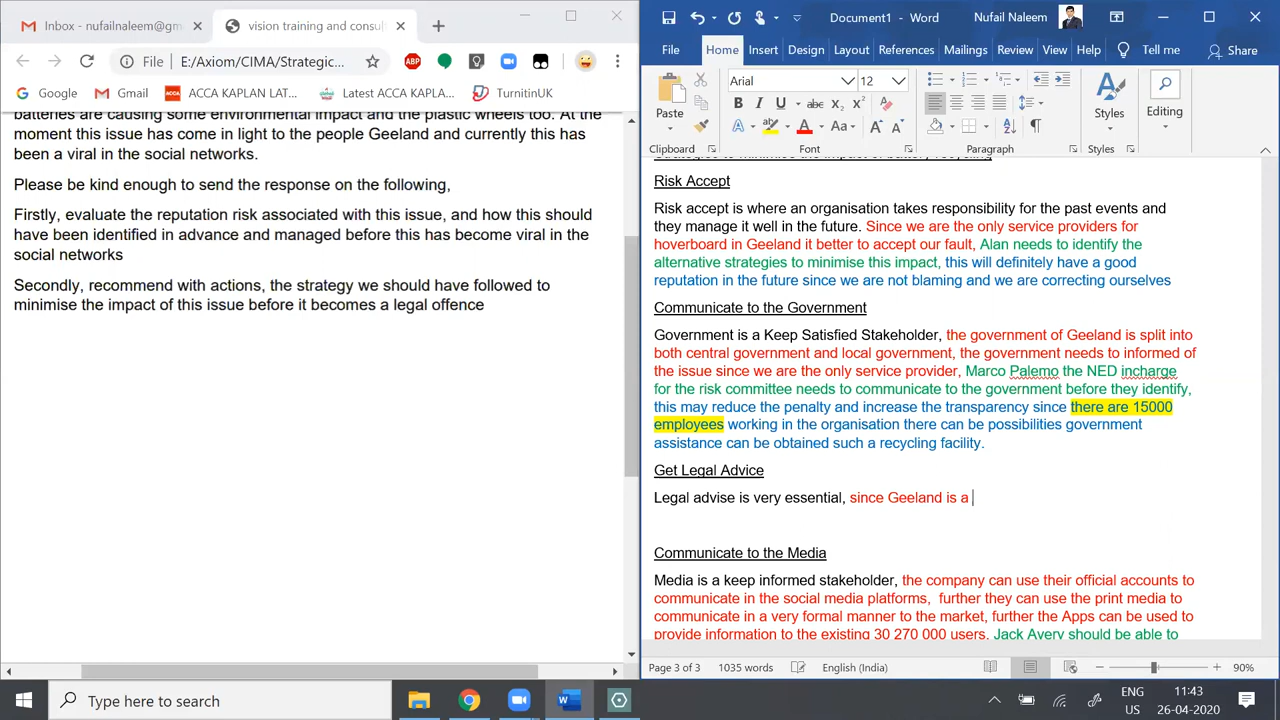 Inbox - nufailnaleem@gm
vision training and consul
File
E:/Axiom/CIMA/Strategic...
ABP
Google
Gmail
ACCA
ACCA KAPLAN LAT...
Latest ACCA KAPLA...
TurnitinUK
batteries are causing some environmental impact and the plastic wheels too. At the
moment this issue has come in light to the people Geeland and currently this has
been a viral in the social networks.
Please be kind enough to send the response on the following,
Firstly, evaluate the reputation risk associated with this issue, and how this should
have been identified in advance and managed before this has become viral in the
social networks
Secondly, recommend with actions, the strategy we should have followed to
minimise the impact of this issue before it becomes a legal offence
Document1 - Word
Nufail Naleem
File Home Insert Design Layout References Mailings Review View Help Tell me Share
Paste
Arial 12
B I U abc x2 x2
A A Aa A A
Styles
Editing
Clipboard Font Paragraph Styles
Strategies to minimise the impact of battery recycling
Risk Accept
Risk accept is where an organisation takes responsibility for the past events and
they manage it well in the future. Since we are the only service providers for
hoverboard in Geeland it better to accept our fault, Alan needs to identify the
alternative strategies to minimise this impact, this will definitely have a good
reputation in the future since we are not blaming and we are correcting ourselves
Communicate to the Government
Government is a Keep Satisfied Stakeholder, the government of Geeland is split into
both central government and local government, the government needs to informed of
the issue since we are the only service provider, Marco Palemo the NED incharge
for the risk committee needs to communicate to the government before they identify,
this may reduce the penalty and increase the transparency since there are 15000
employees working in the organisation there can be possibilities government
assistance can be obtained such a recycling facility.
Get Legal Advice
Legal advise is very essential, since Geeland is a
Communicate to the Media
Media is a keep informed stakeholder, the company can use their official accounts to
communicate in the social media platforms, further they can use the print media to
communicate in a very formal manner to the market, further the Apps can be used to
provide information to the existing 30 270 000 users. Jack Avery should be able to
Page 3 of 3
1035 words
English (India)
90%
Type here to search
ENG
US
11:43
26-04-2020